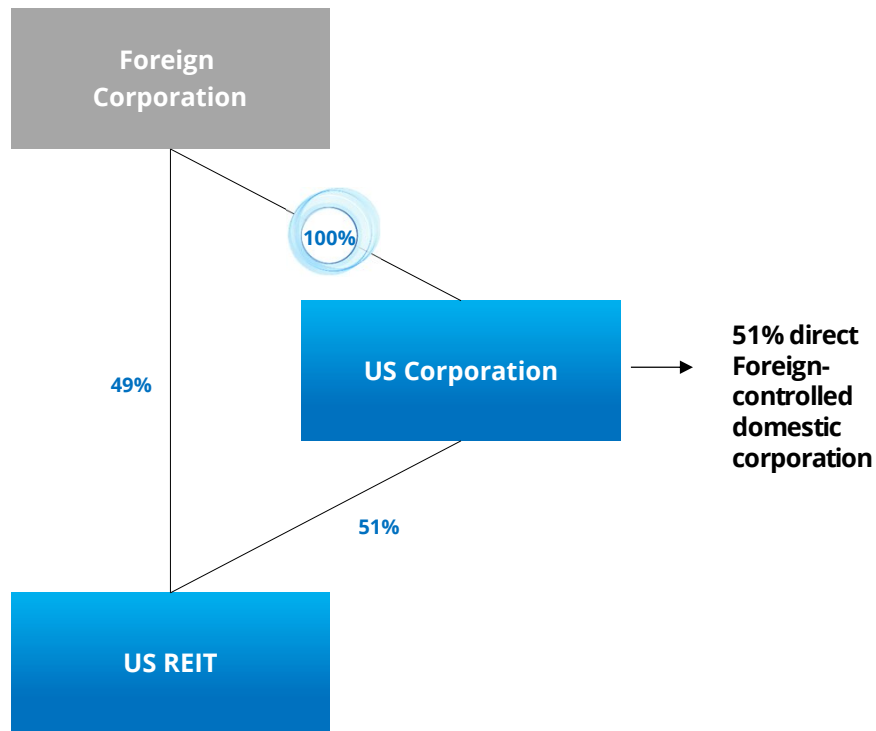 Foreign
Corporation
100%
US Corporation
51% direct
Foreign-
controlled
domestic
corporation
49%
51%
US REIT